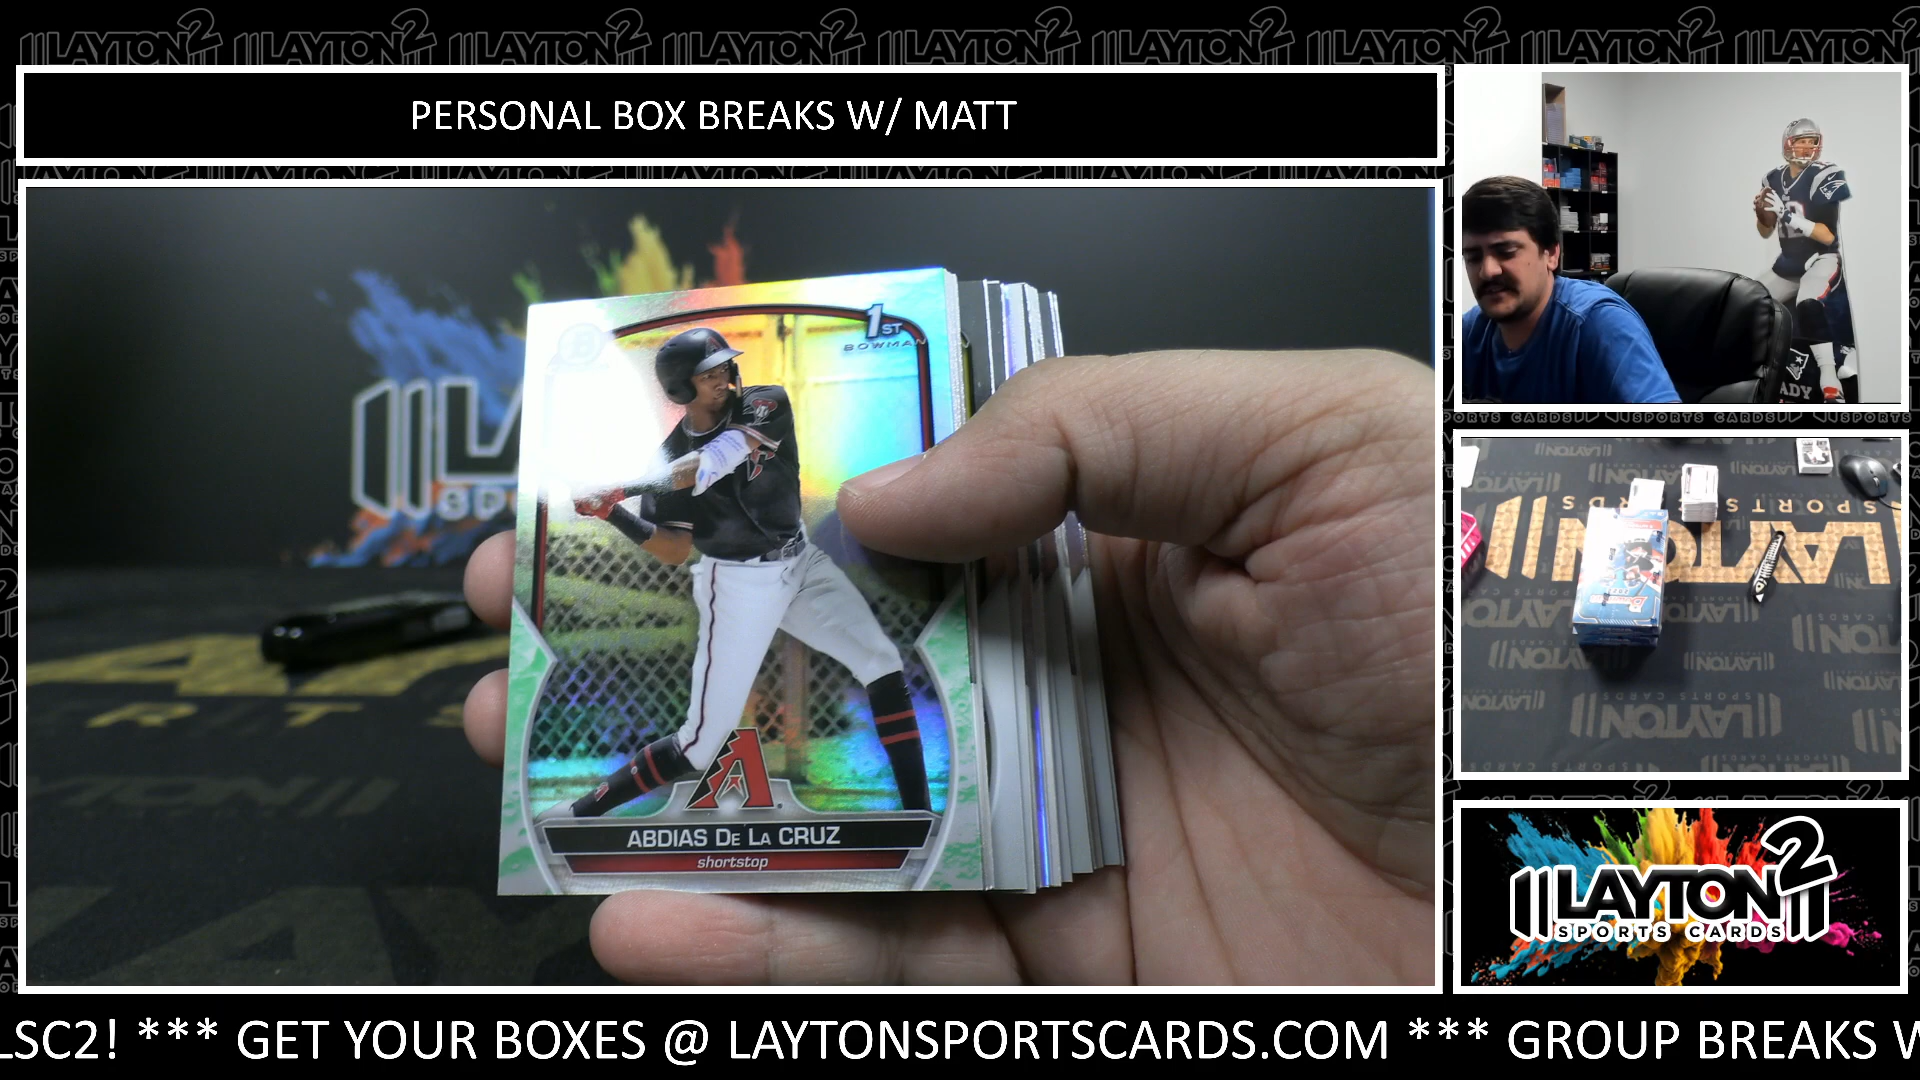 PERSONAL BOX BREAKS W/ MATT
1ST
BOWMAN
ABDIAS DE LA CRUZ
shortstop
LAYTON 2
SPORTS CARDS
LSC2! *** GET YOUR BOXES @ LAYTONSPORTSCARDS.COM *** GROUP BREAKS W